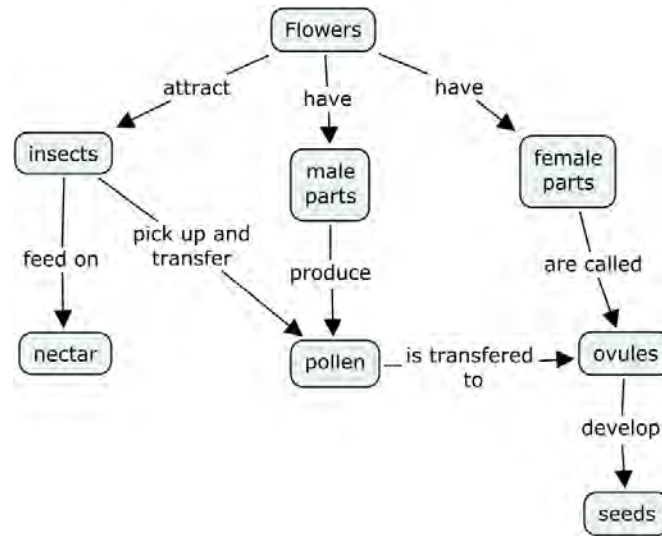 Flowers
attract
have
have
insects
male
parts
female
parts
pick up and
transfer
feed on
produce
are called
nectar
pollen
is transfered
to
ovules
develop
seeds